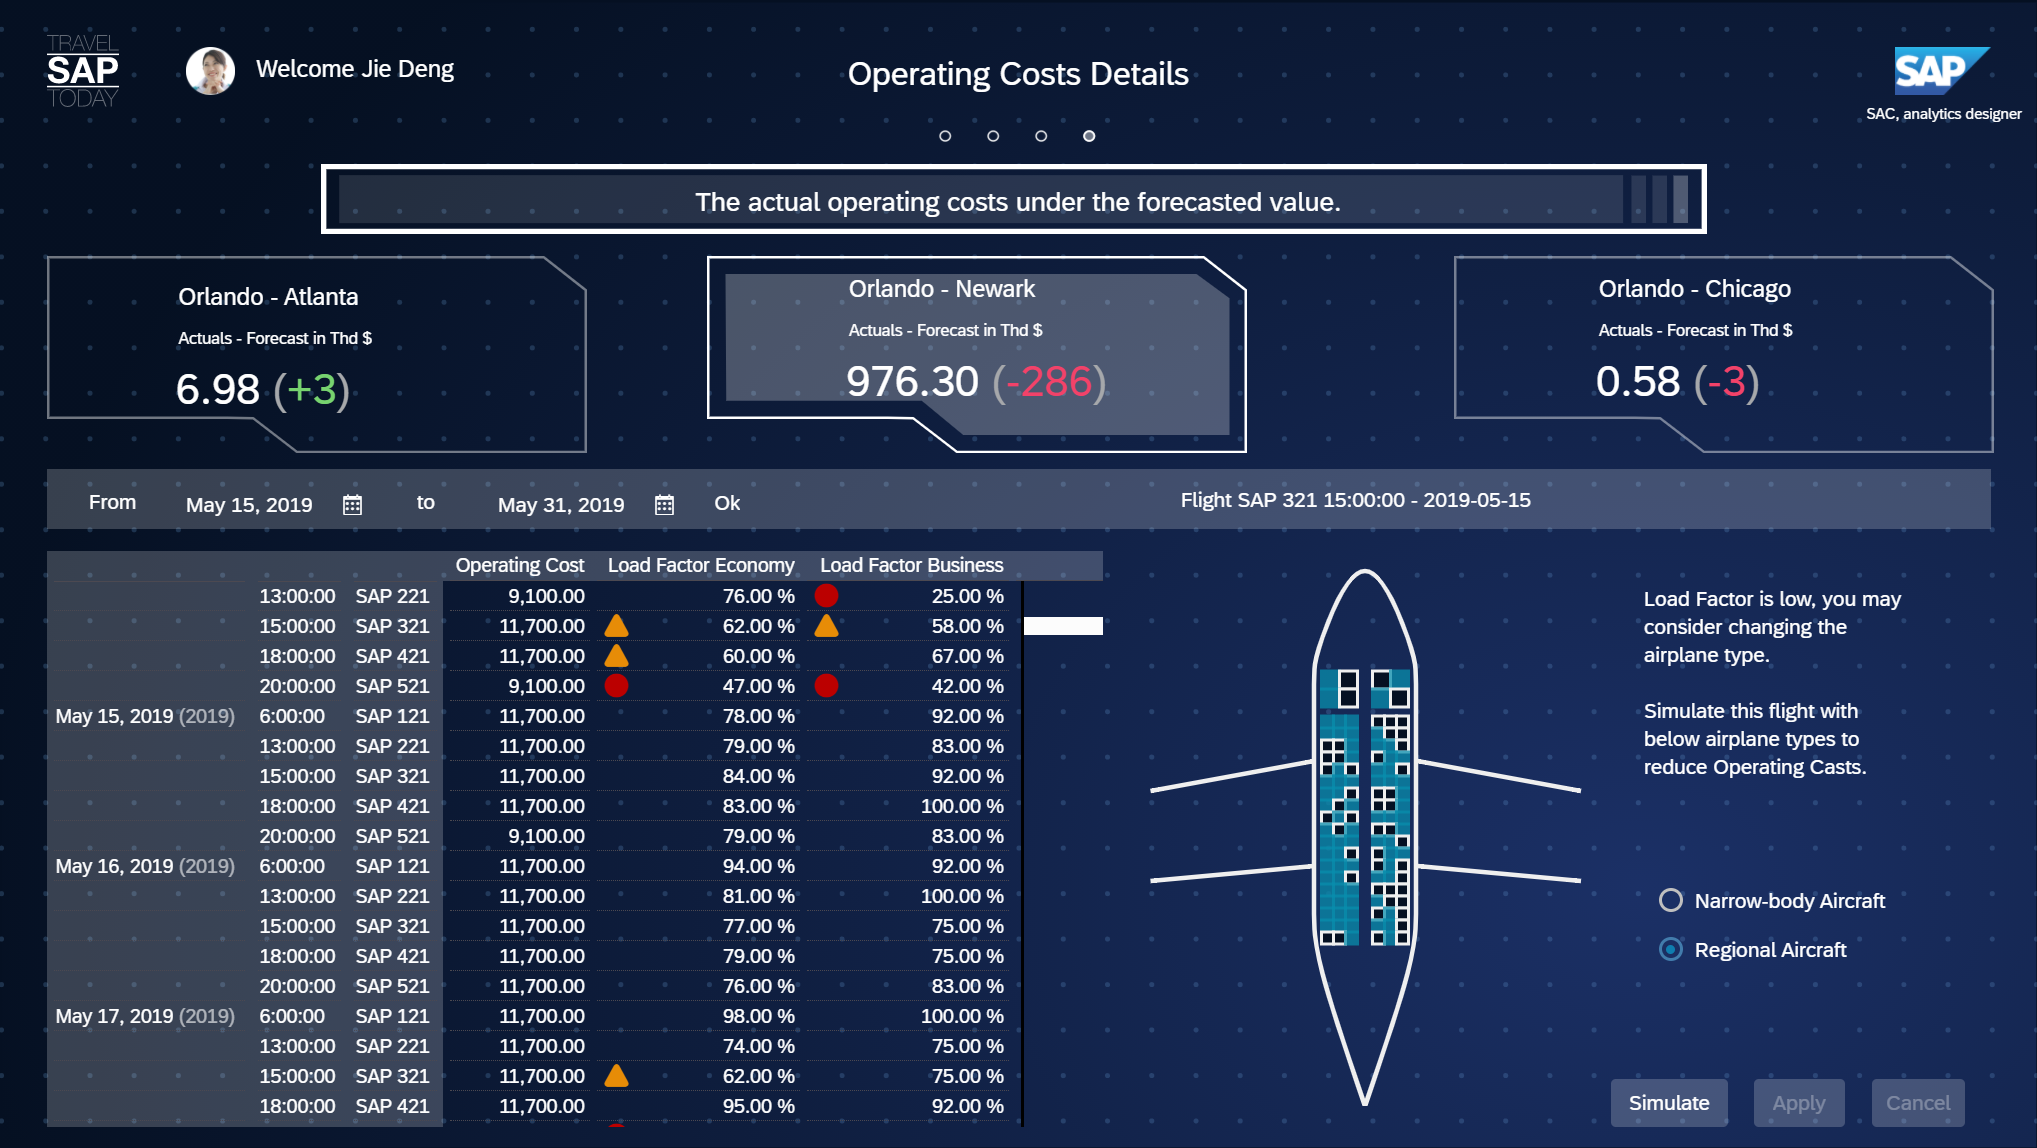 TRAVEL
SAP
TODAY
Welcome Jie Deng
Operating Costs Details
SAP
SAC, analytics designer
The actual operating costs under the forecasted value.
Orlando - Atlanta
Actuals - Forecast in Thd $
6.98 (+3)
Orlando - Newark
Actuals - Forecast in Thd $
976.30 (-286)
Orlando - Chicago
Actuals - Forecast in Thd $
0.58 (-3)
From May 15, 2019 to May 31, 2019 Ok
Flight SAP 321 15:00:00 - 2019-05-15
Operating Cost Load Factor Economy Load Factor Business
13:00:00 SAP 221 9,100.00 76.00 % 25.00 %
15:00:00 SAP 321 11,700.00 62.00 % 58.00 %
18:00:00 SAP 421 11,700.00 60.00 % 67.00 %
20:00:00 SAP 521 9,100.00 47.00 % 42.00 %
May 15, 2019 (2019) 6:00:00 SAP 121 11,700.00 78.00 % 92.00 %
13:00:00 SAP 221 11,700.00 79.00 % 83.00 %
15:00:00 SAP 321 11,700.00 84.00 % 92.00 %
18:00:00 SAP 421 11,700.00 83.00 % 100.00 %
20:00:00 SAP 521 9,100.00 79.00 % 83.00 %
May 16, 2019 (2019) 6:00:00 SAP 121 11,700.00 94.00 % 92.00 %
13:00:00 SAP 221 11,700.00 81.00 % 100.00 %
15:00:00 SAP 321 11,700.00 77.00 % 75.00 %
18:00:00 SAP 421 11,700.00 79.00 % 75.00 %
20:00:00 SAP 521 11,700.00 76.00 % 83.00 %
May 17, 2019 (2019) 6:00:00 SAP 121 11,700.00 98.00 % 100.00 %
13:00:00 SAP 221 11,700.00 74.00 % 75.00 %
15:00:00 SAP 321 11,700.00 62.00 % 75.00 %
18:00:00 SAP 421 11,700.00 95.00 % 92.00 %
Load Factor is low, you may
consider changing the
airplane type.
Simulate this flight with
below airplane types to
reduce Operating Casts.
Narrow-body Aircraft
Regional Aircraft
Simulate Apply Cancel